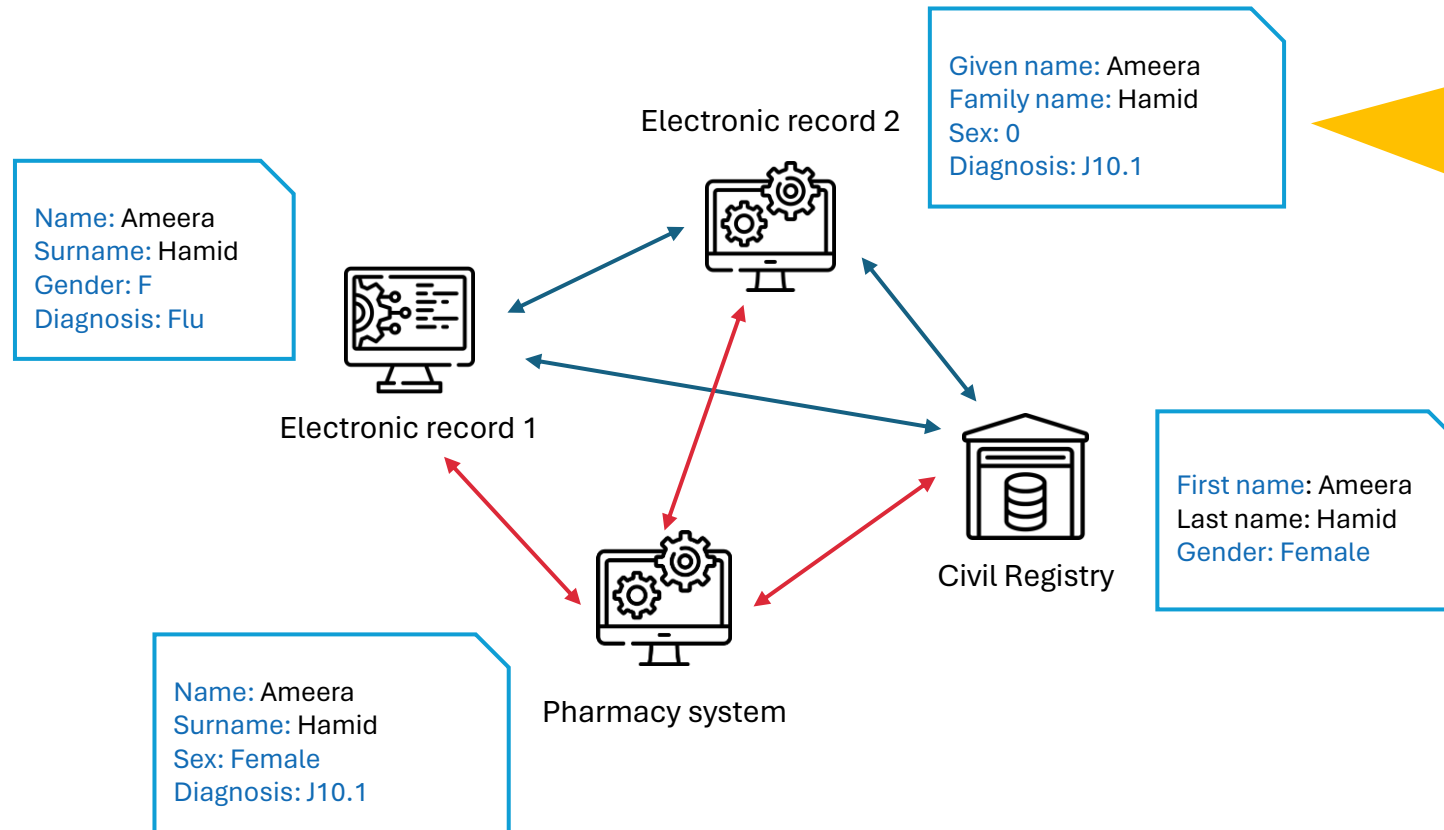 Electronic record 2
Given name: Ameera
Family name: Hamid
Sex: 0
Diagnosis: J10.1
Name: Ameera
Surname: Hamid
Gender: F
Diagnosis: Flu
Electronic record 1
First name: Ameera
Last name: Hamid
Gender: Female
Civil Registry
Name: Ameera
Surname: Hamid
Sex: Female
Diagnosis: J10.1
Pharmacy system